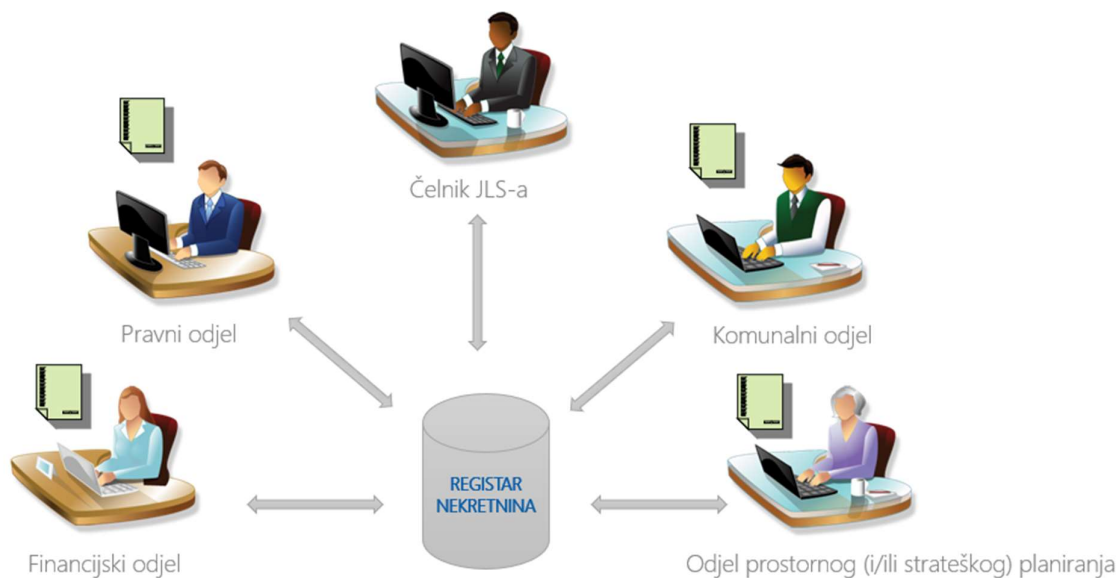 Čelnik JLS-a
Pravni odjel
Komunalni odjel
REGISTAR
NEKRETNINA
Financijski odjel
Odjel prostornog (i/ili strateškog) planiranja